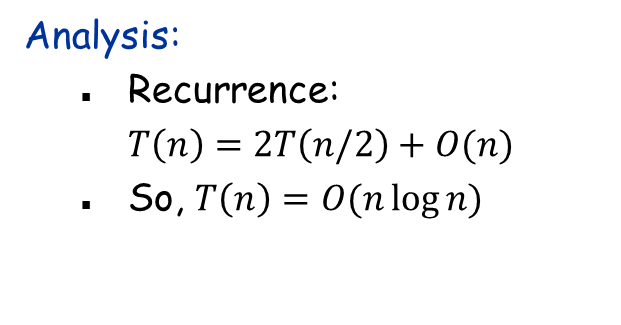 Analysis:
▪ Recurrence:
T(n) = 2T(n/2) + O(n)
▪ So, T(n) = O(n log n)